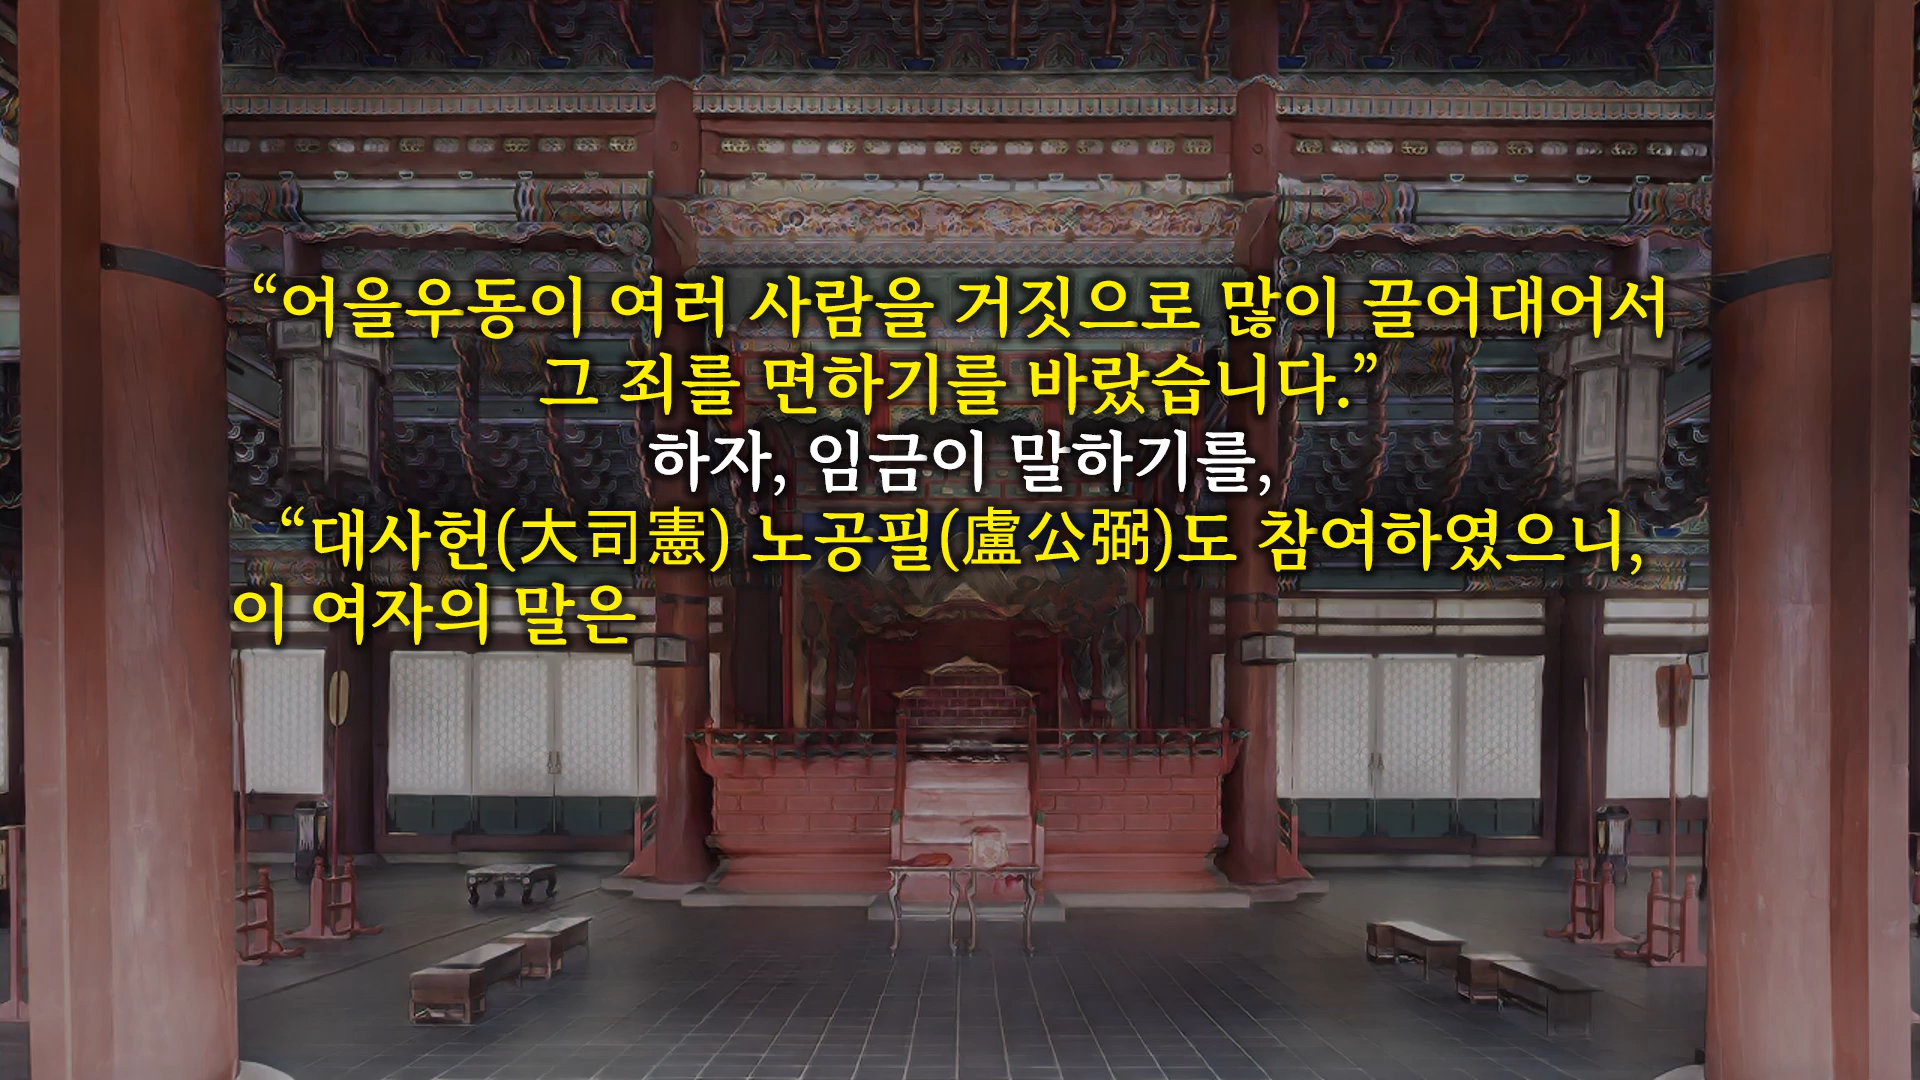 “어을우동이 여러 사람을 거짓으로 많이 끌어대어서
그 죄를 면하기를 바랐습니다.”
하자, 임금이 말하기를,
“대사헌(大司憲) 노공필(盧公弼)도 참여하였으니,
이 여자의 말은